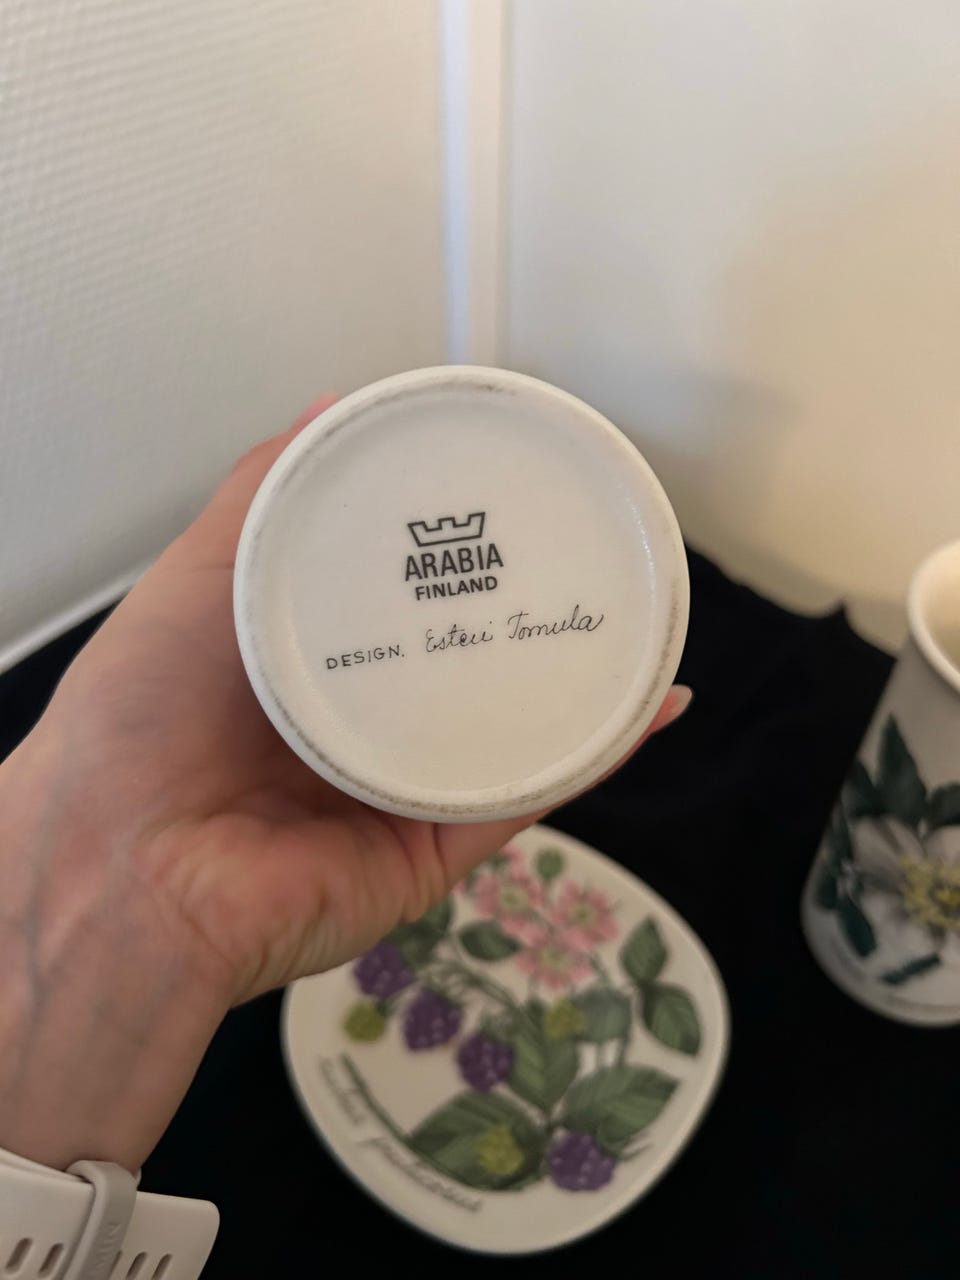 ARABIA
FINLAND
DESIGN. Esteri Tomula